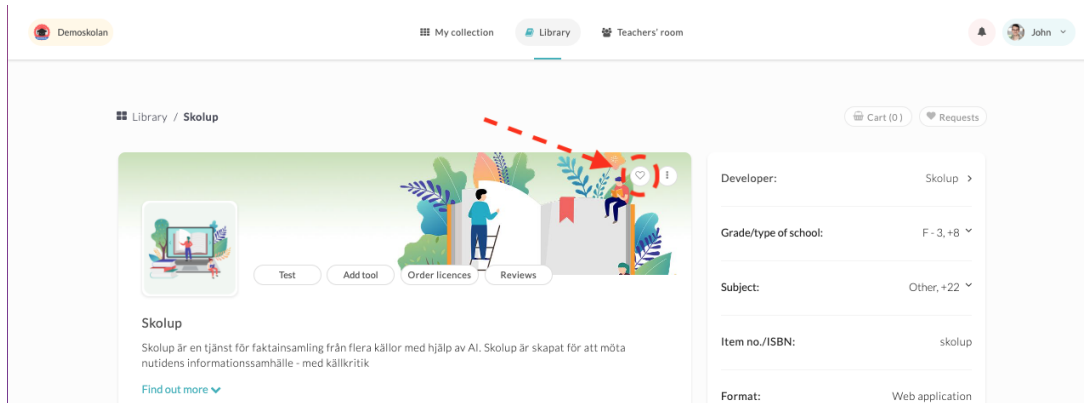 Demoskolan
My collection
Library
Teachers' room
John
Library / Skolup
Cart (0)
Requests
Test
Add tool
Order licences
Reviews
Skolup
Skolup är en tjänst för faktainsamling från flera källor med hjälp av AI. Skolup är skapat för att möta
nutidens informationssamhälle - med källkritik
Find out more
Developer: Skolup
Grade/type of school: F - 3, +8
Subject: Other, +22
Item no./ISBN: skolup
Format: Web application